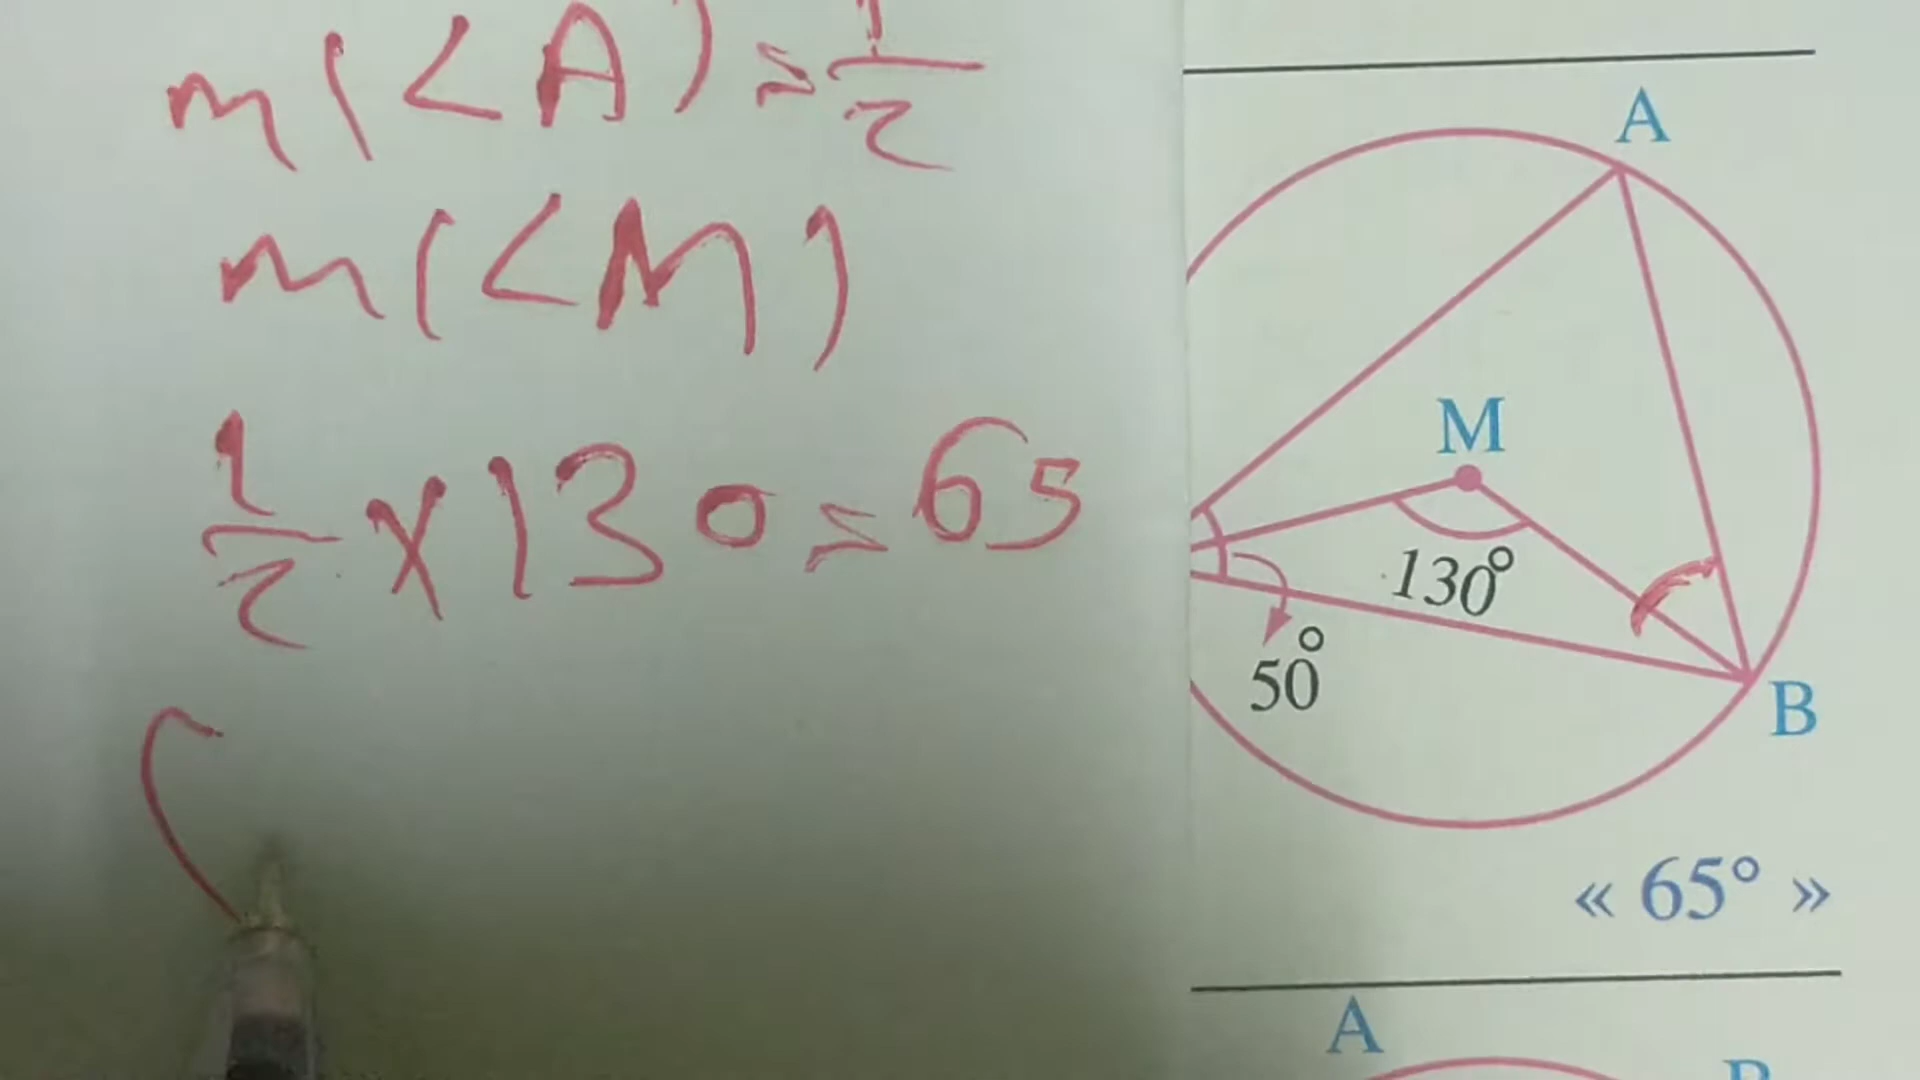 m(<A) = 1/2
m(<M)
1/2 × 130 = 65
A
M
130°
50°
B
« 65° »
A